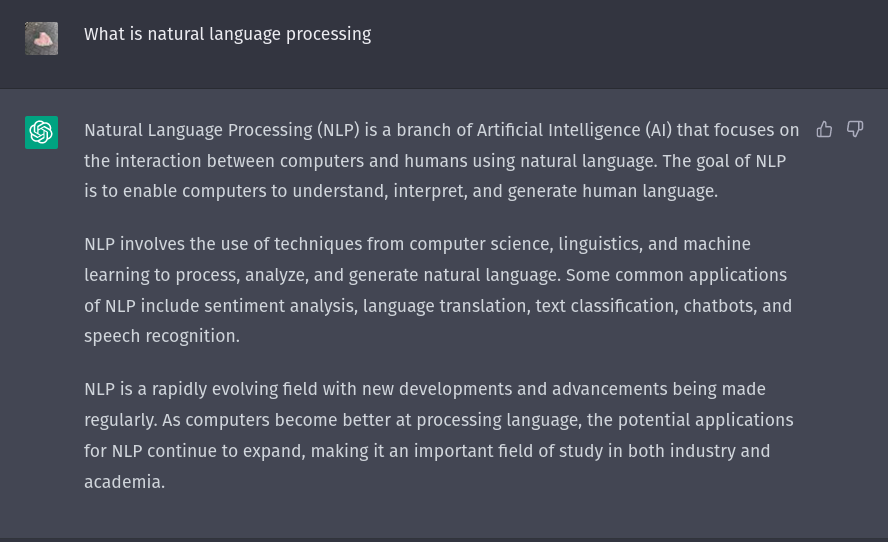 What is natural language processing
Natural Language Processing (NLP) is a branch of Artificial Intelligence (AI) that focuses on
the interaction between computers and humans using natural language. The goal of NLP
is to enable computers to understand, interpret, and generate human language.
NLP involves the use of techniques from computer science, linguistics, and machine
learning to process, analyze, and generate natural language. Some common applications
of NLP include sentiment analysis, language translation, text classification, chatbots, and
speech recognition.
NLP is a rapidly evolving field with new developments and advancements being made
regularly. As computers become better at processing language, the potential applications
for NLP continue to expand, making it an important field of study in both industry and
academia.